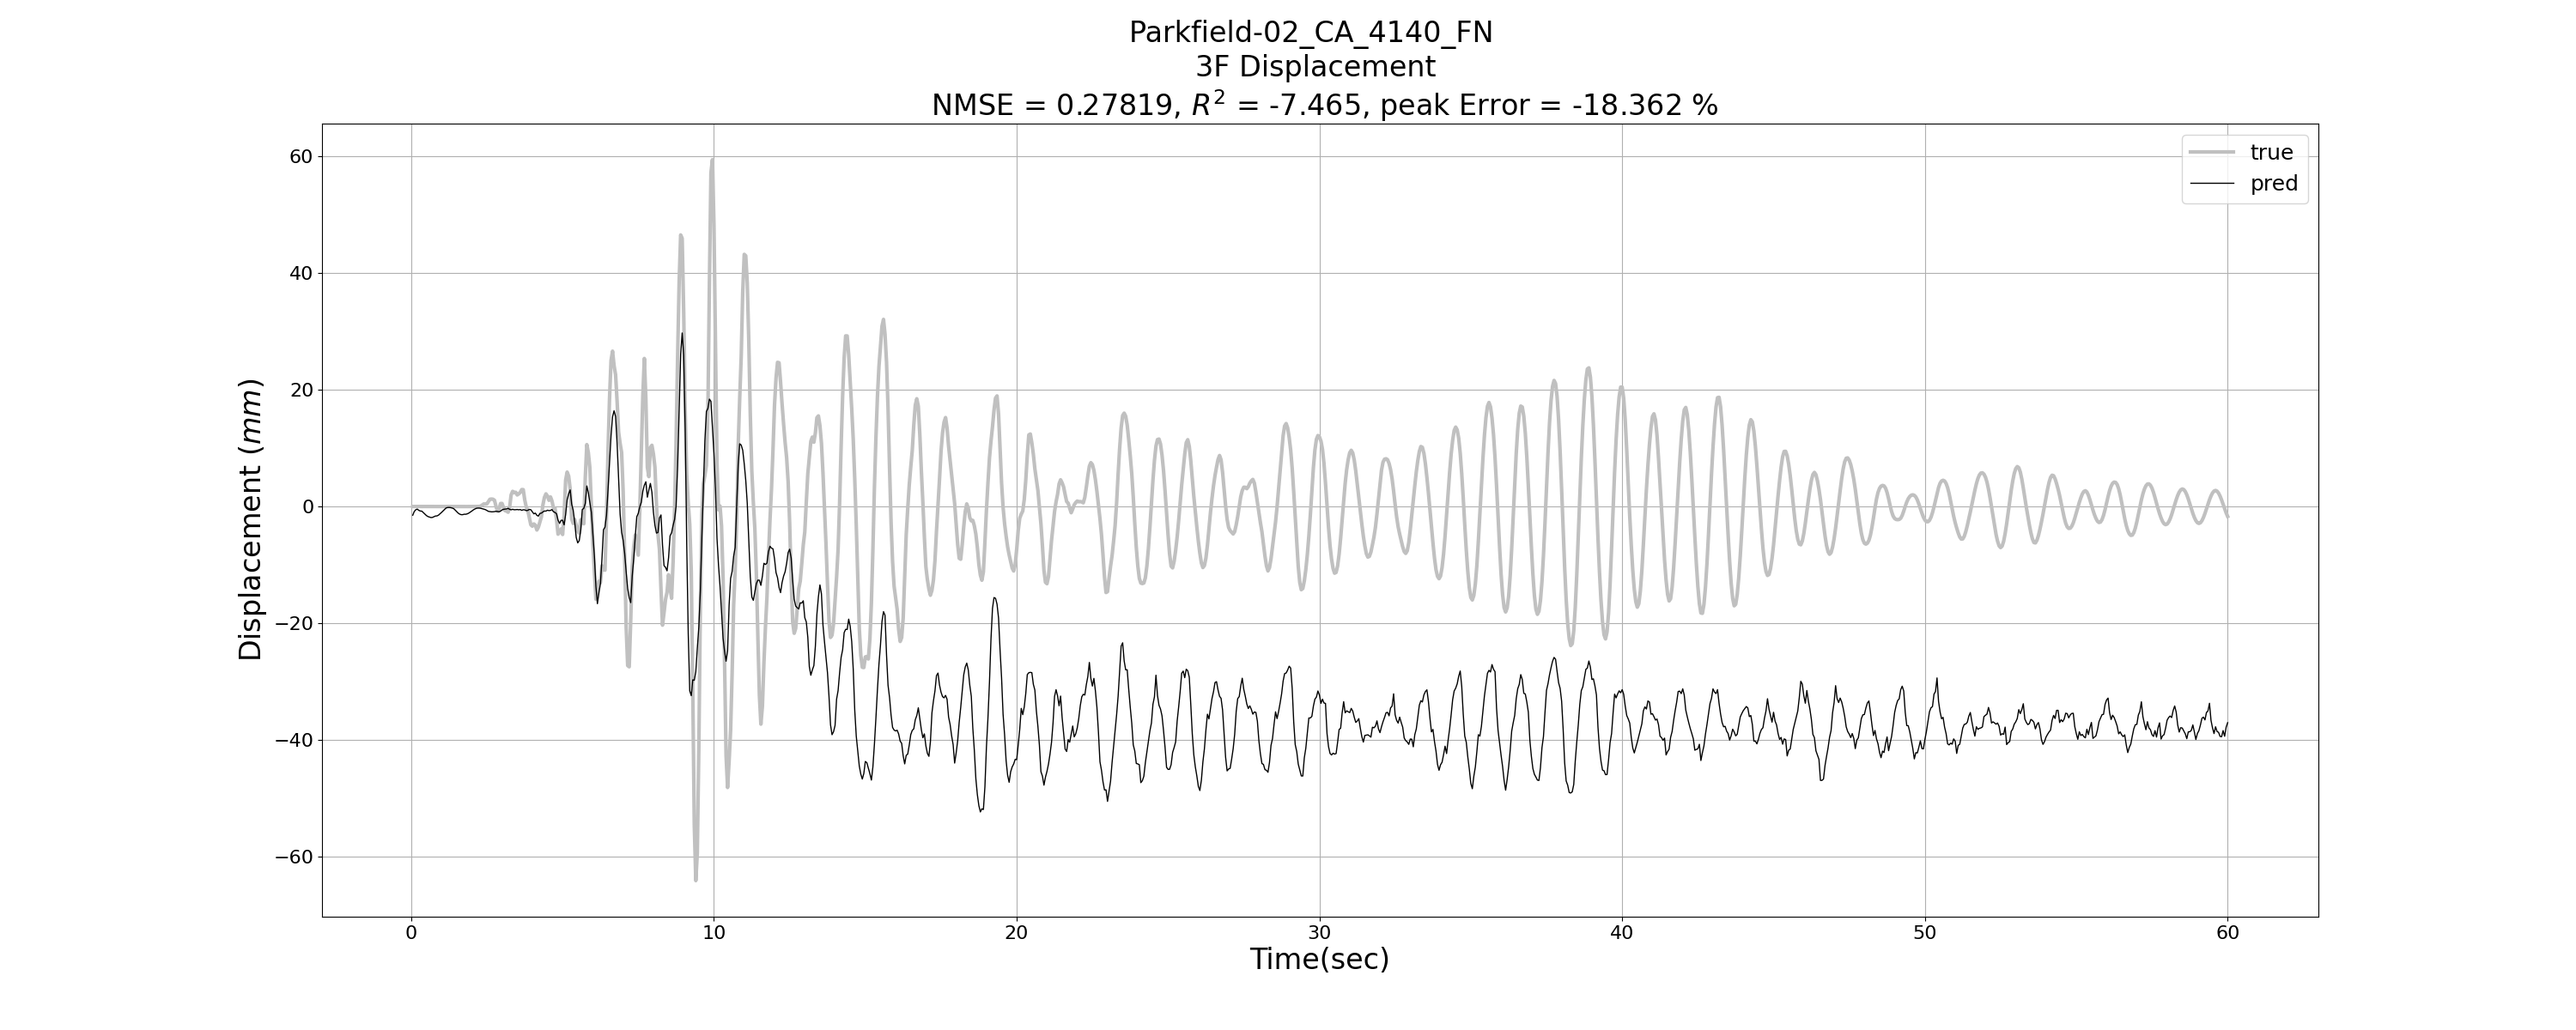 Parkfield-02_CA_4140_FN
3F Displacement
NMSE = 0.27819, R² = -7.465, peak Error = -18.362 %
true
pred
60
40
20
0
−20
−40
−60
Displacement (mm)
0 10 20 30 40 50 60
Time(sec)